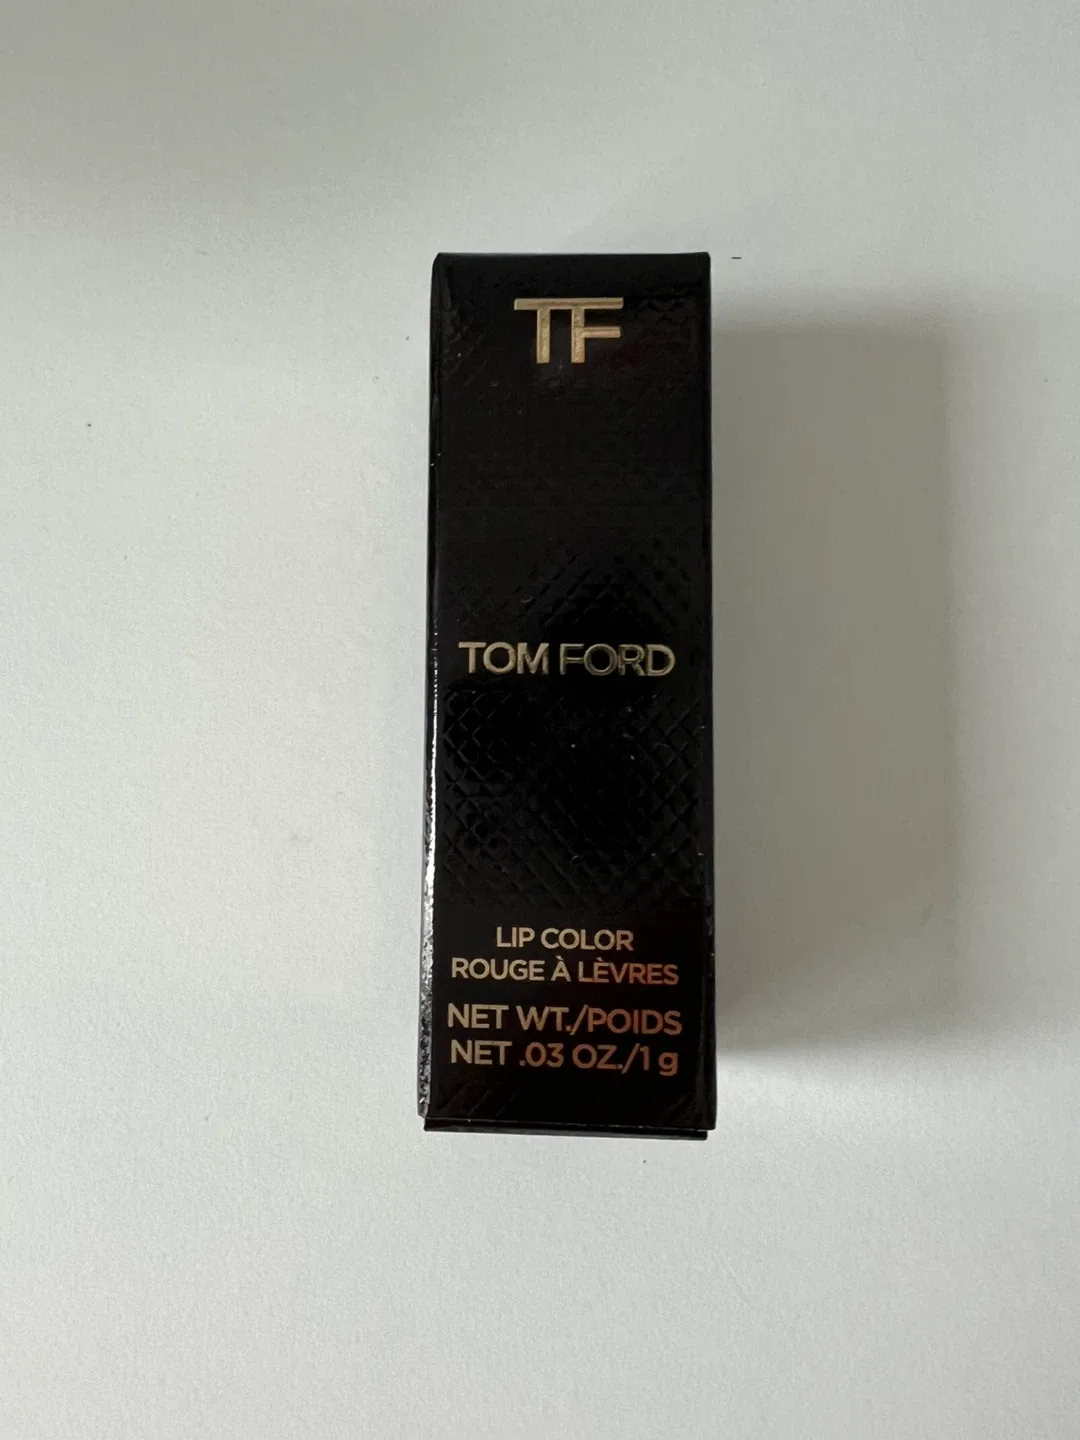 TF
TOM FORD
LIP COLOR
ROUGE À LÈVRES
NET WT./POIDS
NET .03 OZ./1 g